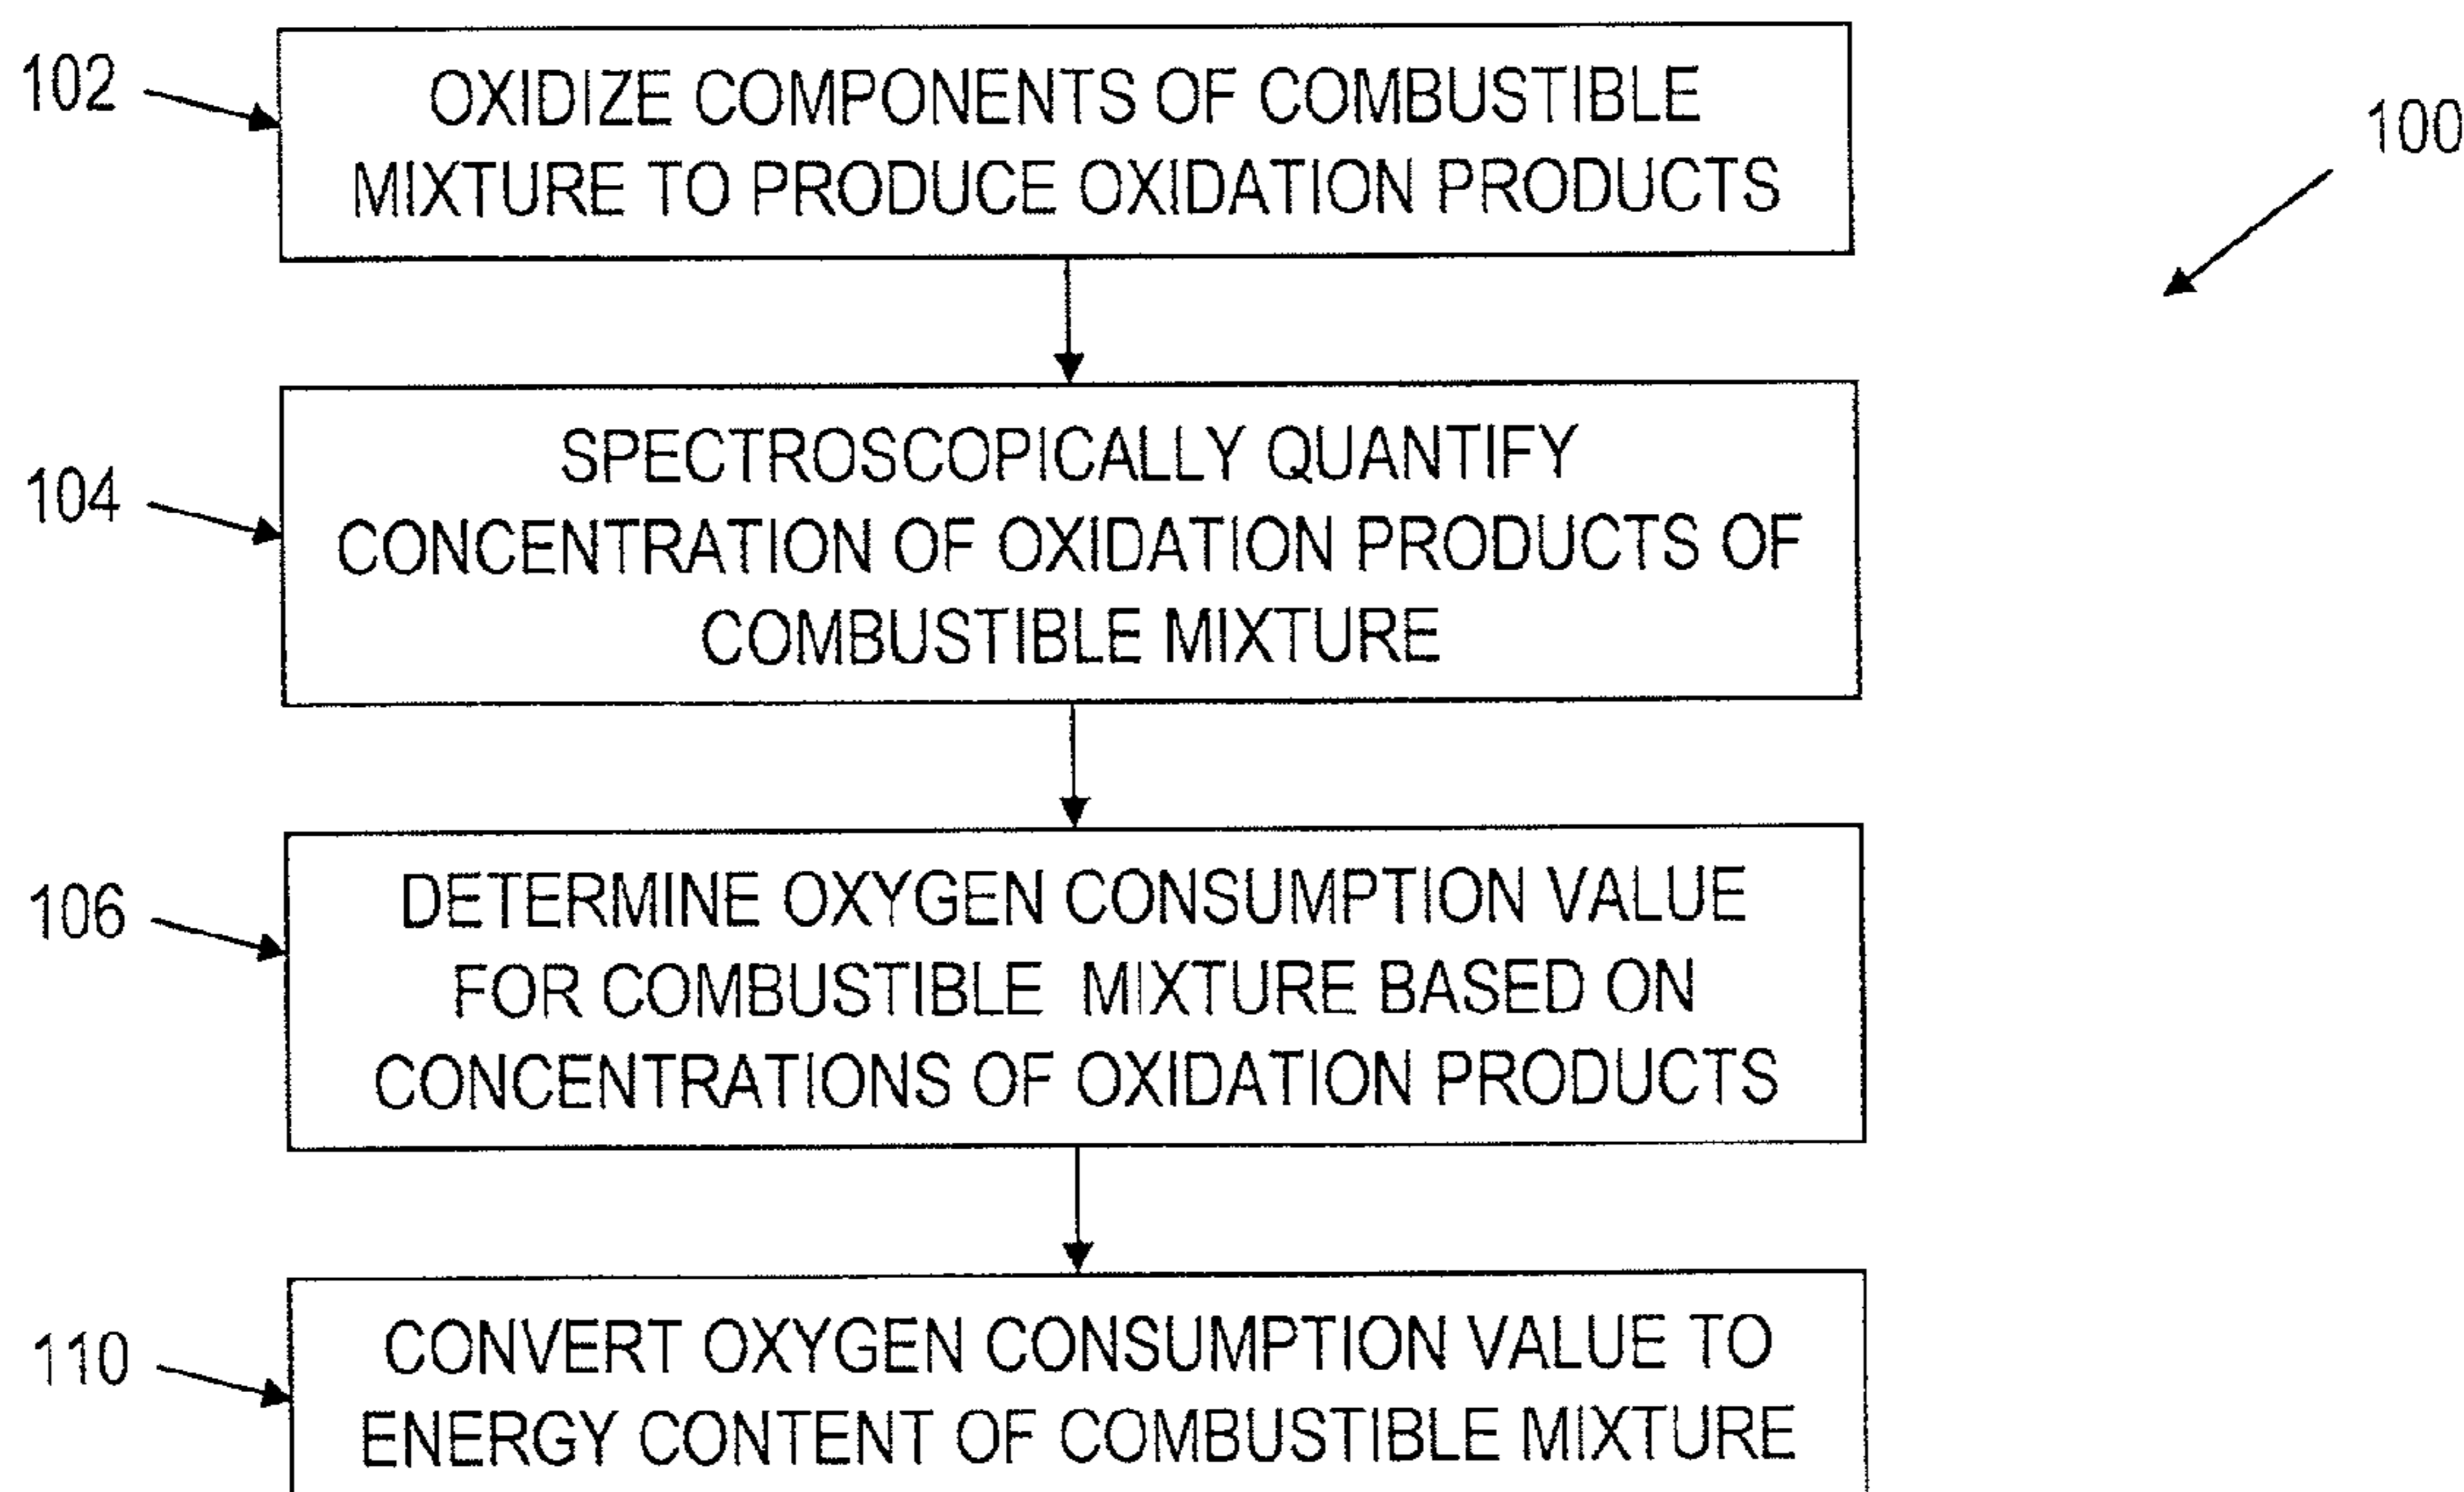 102
OXIDIZE COMPONENTS OF COMBUSTIBLE
MIXTURE TO PRODUCE OXIDATION PRODUCTS
100
104
SPECTROSCOPICALLY QUANTIFY
CONCENTRATION OF OXIDATION PRODUCTS OF
COMBUSTIBLE MIXTURE
106
DETERMINE OXYGEN CONSUMPTION VALUE
FOR COMBUSTIBLE MIXTURE BASED ON
CONCENTRATIONS OF OXIDATION PRODUCTS
110
CONVERT OXYGEN CONSUMPTION VALUE TO
ENERGY CONTENT OF COMBUSTIBLE MIXTURE